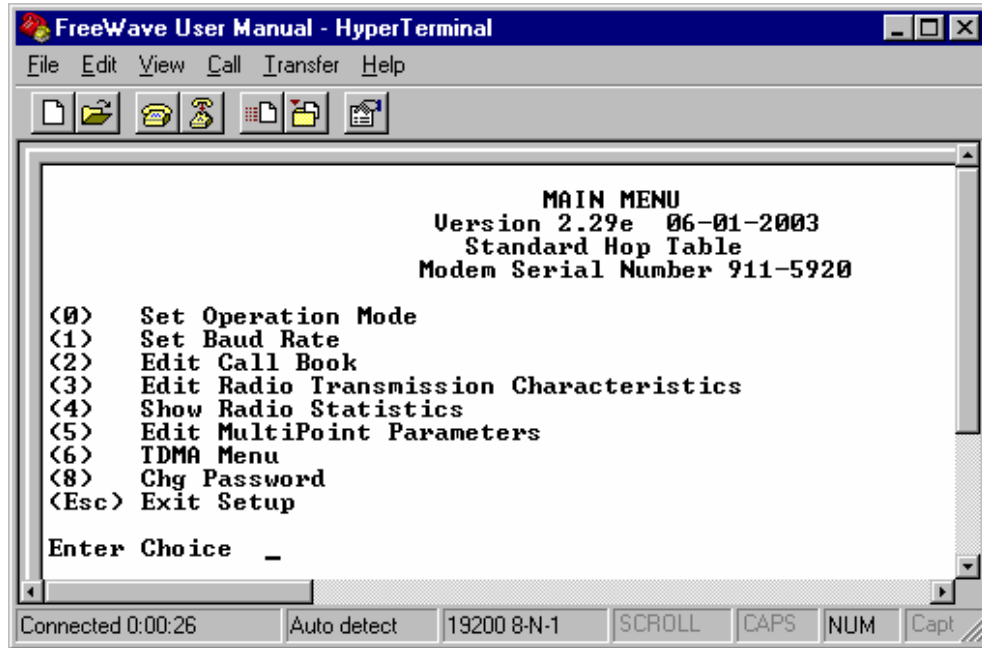 FreeWave User Manual - HyperTerminal
File Edit View Call Transfer Help
MAIN MENU
Version 2.29e 06-01-2003
Standard Hop Table
Modem Serial Number 911-5920
(0) Set Operation Mode
(1) Set Baud Rate
(2) Edit Call Book
(3) Edit Radio Transmission Characteristics
(4) Show Radio Statistics
(5) Edit MultiPoint Parameters
(6) TDMA Menu
(8) Chg Password
(Esc) Exit Setup
Enter Choice _
Connected 0:00:26 Auto detect 19200 8-N-1 SCROLL CAPS NUM Capt